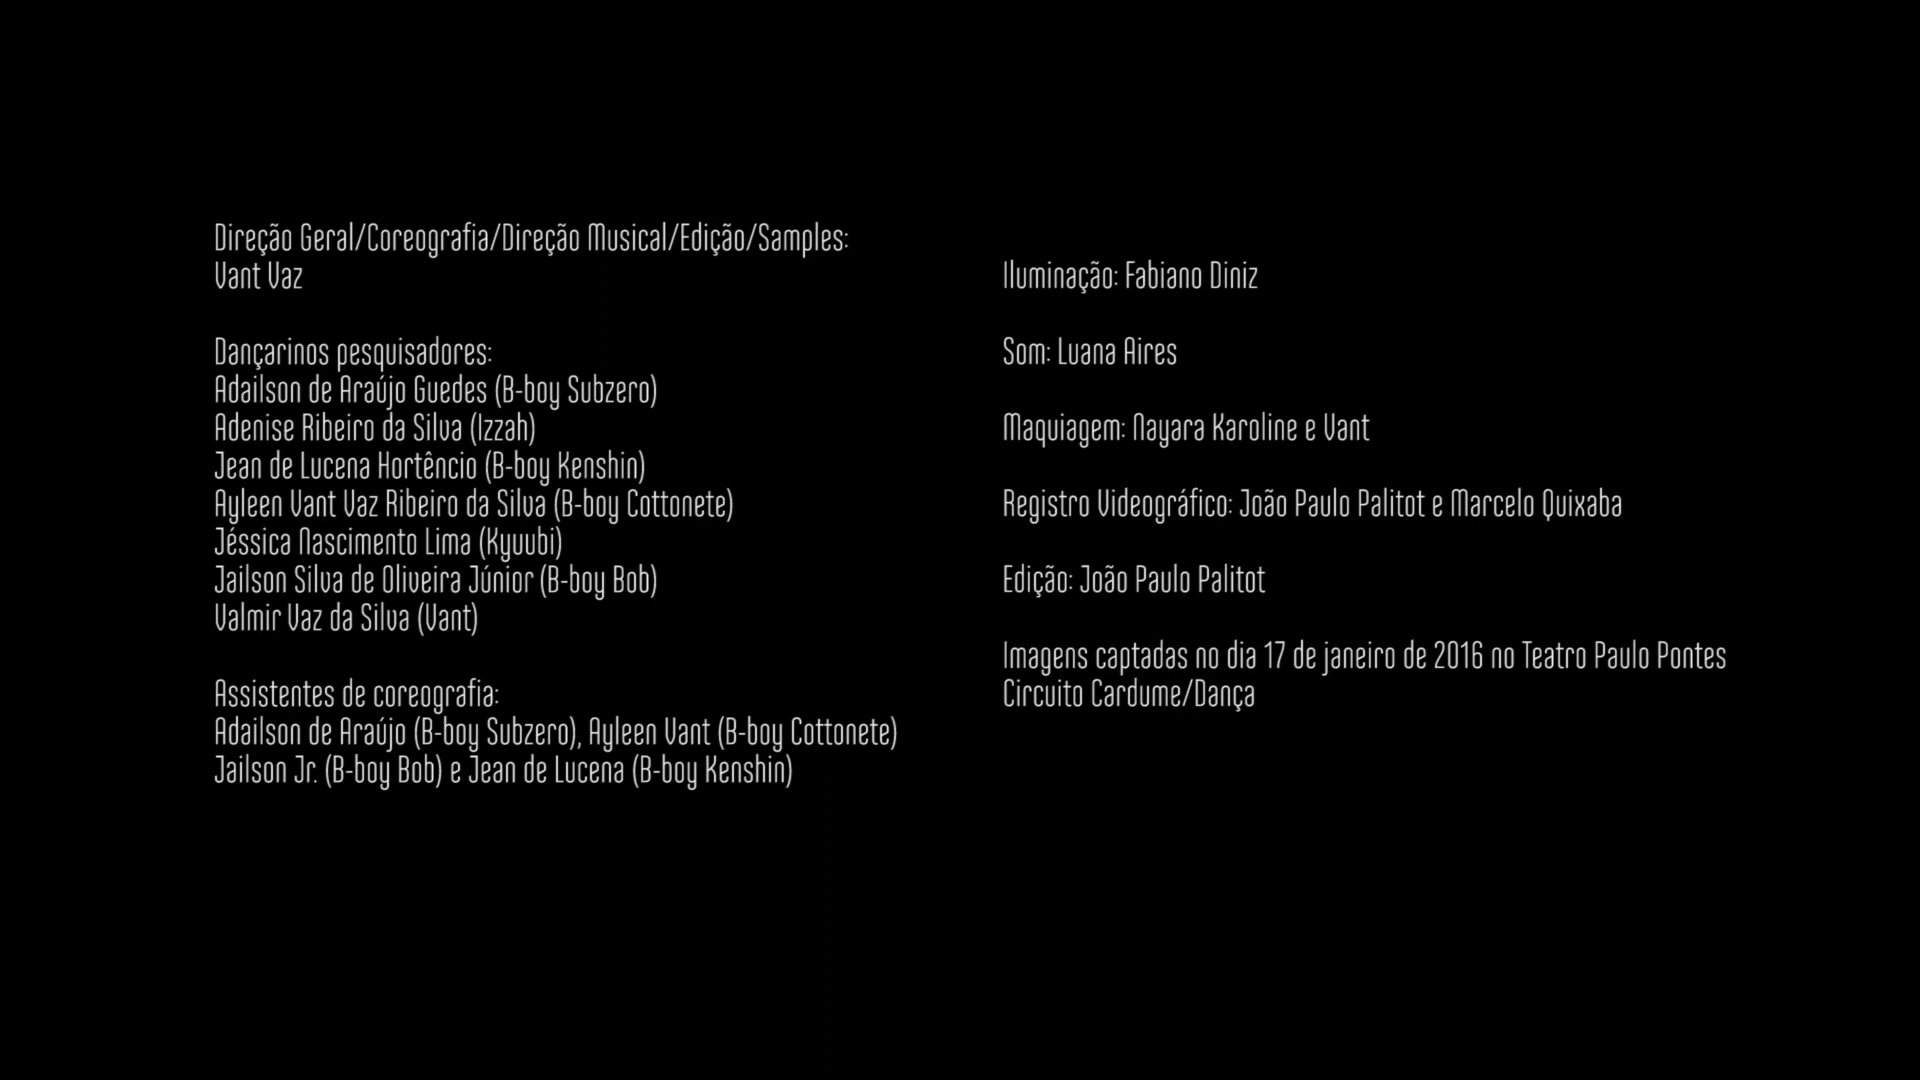 Direção Geral/Coreografia/Direção Musical/Edição/Samples:
Vant Vaz
Dançarinos pesquisadores:
Adailson de Araújo Guedes (B-boy Subzero)
Adenise Ribeiro da Silva (Izzah)
Jean de Lucena Hortêncio (B-boy Kenshin)
Ayleen Vant Vaz Ribeiro da Silva (B-boy Cottonete)
Jéssica Nascimento Lima (Kyuubi)
Jailson Silva de Oliveira Júnior (B-boy Bob)
Valmir Vaz da Silva (Vant)
Assistentes de coreografia:
Adailson de Araújo (B-boy Subzero), Ayleen Vant (B-boy Cottonete)
Jailson Jr. (B-boy Bob) e Jean de Lucena (B-boy Kenshin)
Iluminação: Fabiano Diniz
Som: Luana Aires
Maquiagem: Nayara Karoline e Vant
Registro Videográfico: João Paulo Palitot e Marcelo Quixaba
Edição: João Paulo Palitot
Imagens captadas no dia 17 de janeiro de 2016 no Teatro Paulo Pontes
Circuito Cardume/Dança